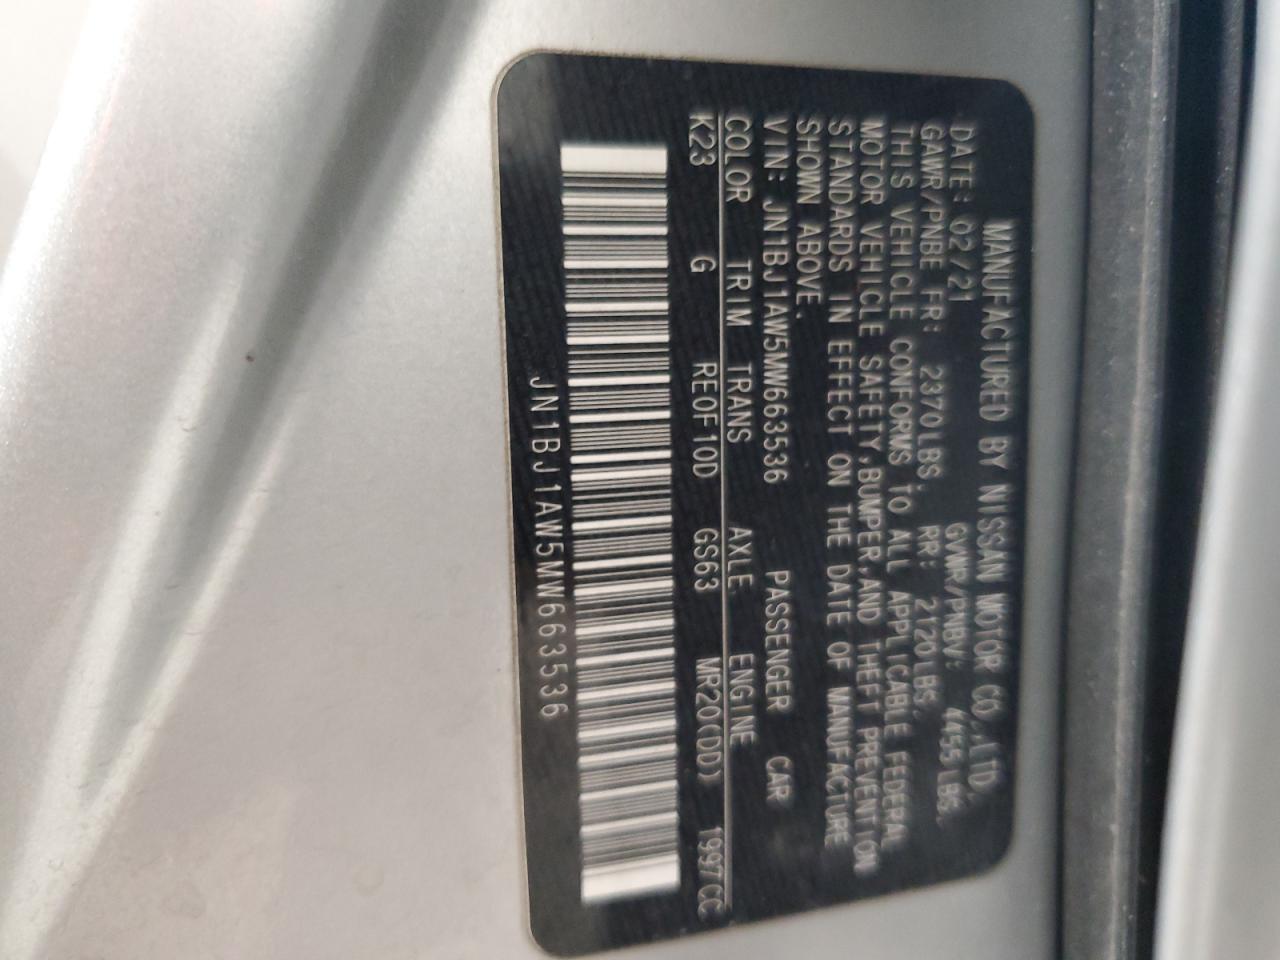 MANUFACTURED BY NISSAN MOTOR CO.,LTD.
DATE: 02/21 GVWR/PNBV: 4455 LBS.
GAWR/PNBE FR: 2370LBS. RR: 2120LBS.
THIS VEHICLE CONFORMS TO ALL APPLICABLE FEDERAL
MOTOR VEHICLE SAFETY,BUMPER,AND THEFT PREVENTION
STANDARDS IN EFFECT ON THE DATE OF MANUFACTURE
SHOWN ABOVE.
VIN: JN1BJ1AW5MW663536 PASSENGER CAR
COLOR TRIM TRANS AXLE ENGINE
K23 G RE0F10D GS63 MR20(DD) 1997CC
JN1BJ1AW5MW663536